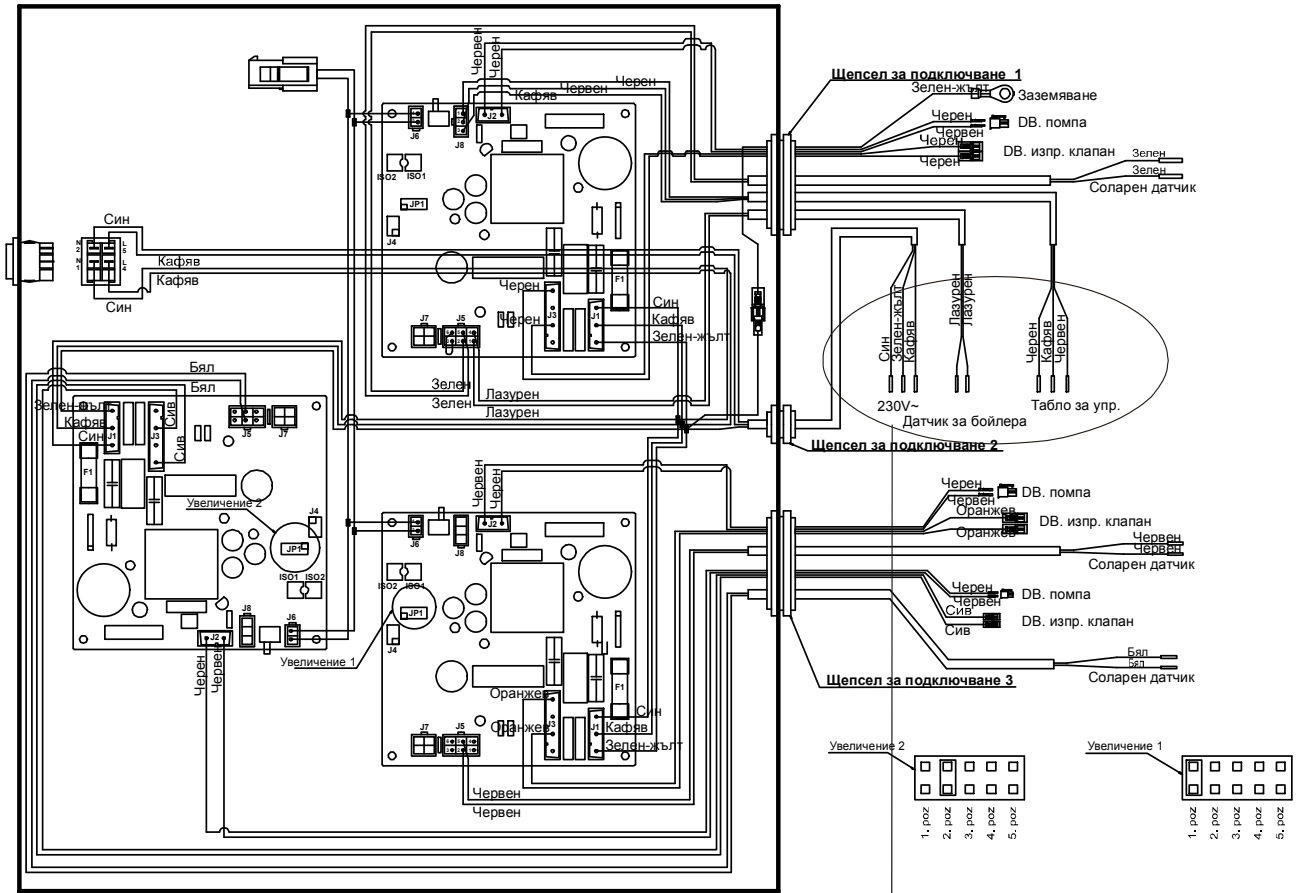 Щепсел за подключване 1
Зелен-жълт
Заземяване
Черен
Червен
DB. помпа
Черен
Черен
DB. изпр. клапан
Зелен
Зелен
Соларен датчик
Червен
Черен
Черен
Червен
Кафяв
J2
J6
J8
ISO2
ISO1
JP1
J4
F1
Черен
Черен
J3
J1
Син
Кафяв
Зелен-жълт
J7
J5
Зелен
Зелен
Лазурен
Лазурен
Син
N
2
N
1
L
5
L
4
Кафяв
Кафяв
Син
Син
Зелен-жълт
Кафяв
Лазурен
Лазурен
Черен
Кафяв
Червен
230V~
Датчик за бойлера
Табло за упр.
Щепсел за подключване 2
Бял
Бял
Зелен-жълт
Кафяв
Син
J1
J3
Сив
Сив
J5
J7
F1
Увеличение 2
J4
JP1
ISO1
ISO2
J8
J6
J2
Черен
Червен
Увеличение 1
Червен
Черен
J2
J6
J8
ISO2
ISO1
JP1
J4
F1
Оранжев
Оранжев
J3
J1
Син
Кафяв
Зелен-жълт
J7
J5
Червен
Червен
Черен
Червен
DB. помпа
Оранжев
Оранжев
DB. изпр. клапан
Червен
Червен
Соларен датчик
Черен
Червен
DB. помпа
Сив
Сив
DB. изпр. клапан
Бял
Бял
Соларен датчик
Щепсел за подключване 3
Увеличение 2
1. poz
2. poz
3. poz
4. poz
5. poz
Увеличение 1
1. poz
2. poz
3. poz
4. poz
5. poz